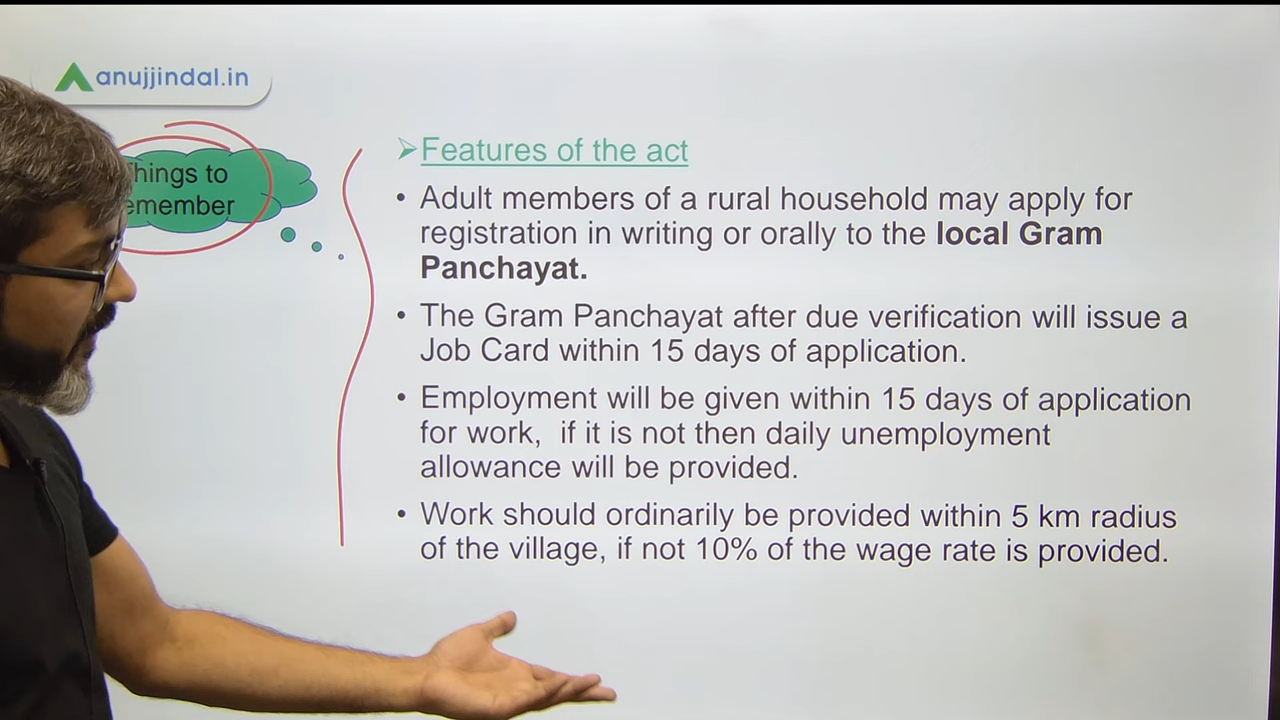 anujjindal.in
things to
emember
Features of the act
• Adult members of a rural household may apply for
registration in writing or orally to the local Gram
Panchayat.
• The Gram Panchayat after due verification will issue a
Job Card within 15 days of application.
• Employment will be given within 15 days of application
for work, if it is not then daily unemployment
allowance will be provided.
• Work should ordinarily be provided within 5 km radius
of the village, if not 10% of the wage rate is provided.